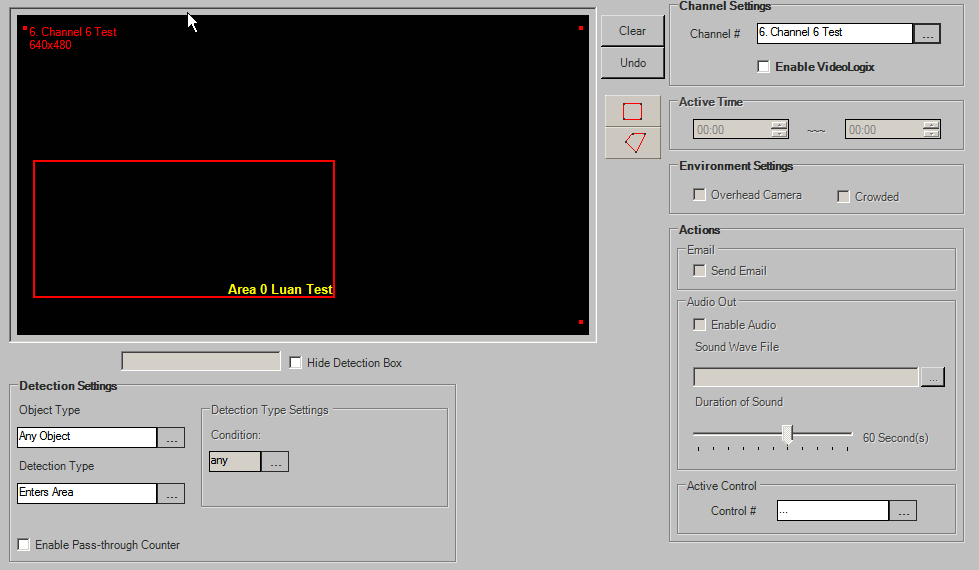 6. Channel 6 Test
640x480
Area 0 Luan Test
Clear
Undo
Hide Detection Box
Detection Settings
Object Type
Any Object
...
Detection Type
Enters Area
...
Detection Type Settings
Condition:
any
...
Enable Pass-through Counter
Channel Settings
Channel #
6. Channel 6 Test
...
Enable VideoLogix
Active Time
00:00
~~~
00:00
Environment Settings
Overhead Camera
Crowded
Actions
Email
Send Email
Audio Out
Enable Audio
Sound Wave File
...
Duration of Sound
60 Second(s)
Active Control
Control #
...
...